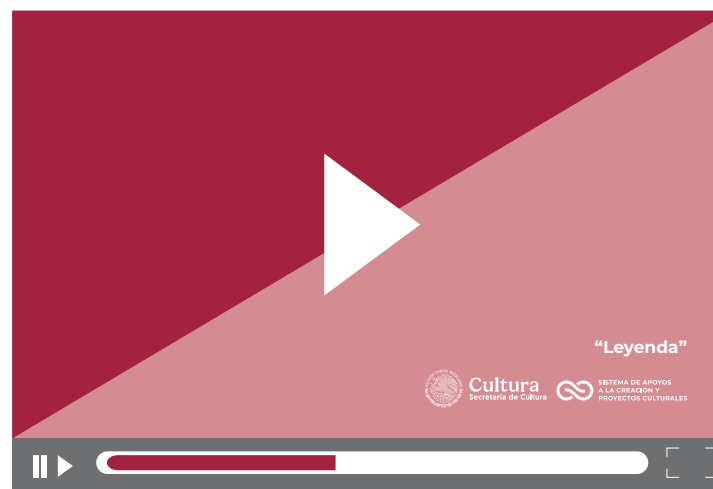 “Leyenda”
Cultura
Secretaría de Cultura
SISTEMA DE APOYOS
A LA CREACIÓN Y
PROYECTOS CULTURALES